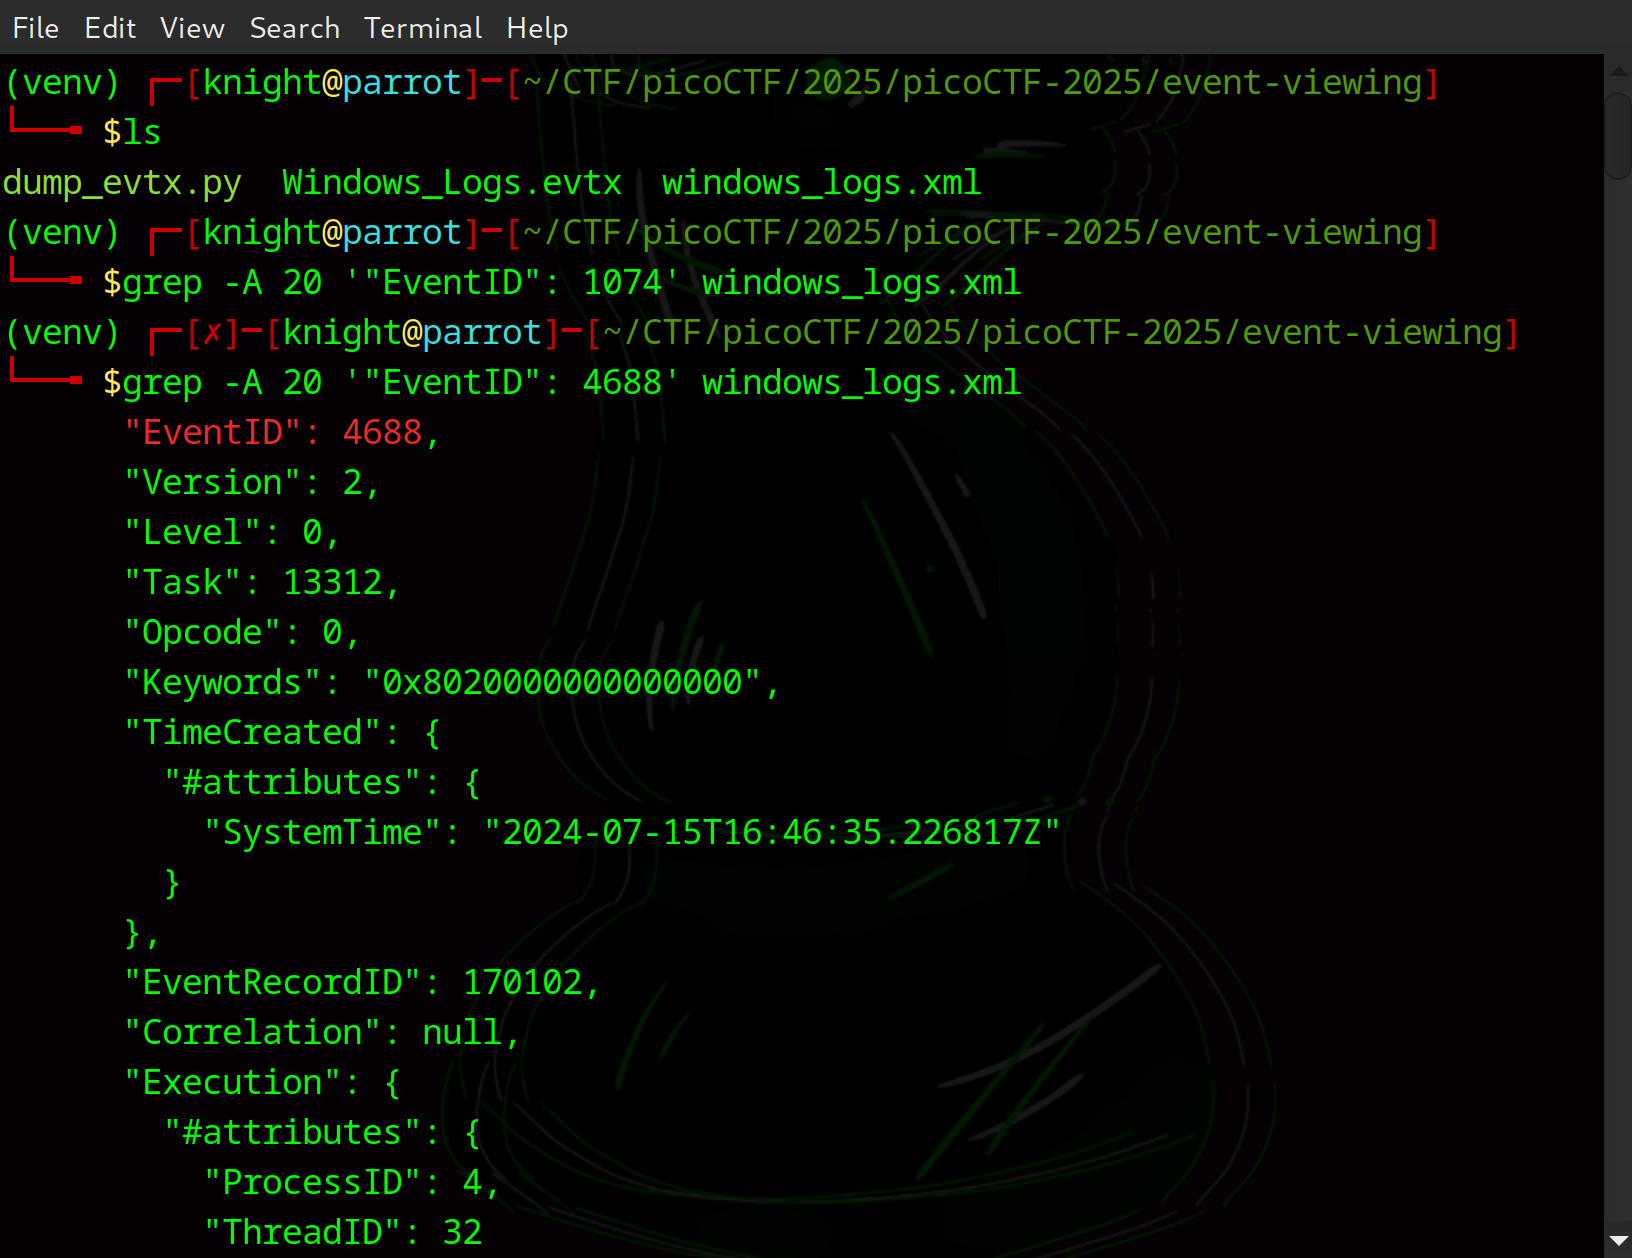 File Edit View Search Terminal Help
(venv) ┌─[knight@parrot]─[~/CTF/picoCTF/2025/picoCTF-2025/event-viewing]
└──╼ $ls
dump_evtx.py  Windows_Logs.evtx  windows_logs.xml
(venv) ┌─[knight@parrot]─[~/CTF/picoCTF/2025/picoCTF-2025/event-viewing]
└──╼ $grep -A 20 '"EventID": 1074' windows_logs.xml
(venv) ┌─[✗]─[knight@parrot]─[~/CTF/picoCTF/2025/picoCTF-2025/event-viewing]
└──╼ $grep -A 20 '"EventID": 4688' windows_logs.xml
      "EventID": 4688,
      "Version": 2,
      "Level": 0,
      "Task": 13312,
      "Opcode": 0,
      "Keywords": "0x8020000000000000",
      "TimeCreated": {
        "#attributes": {
          "SystemTime": "2024-07-15T16:46:35.226817Z"
        }
      },
      "EventRecordID": 170102,
      "Correlation": null,
      "Execution": {
        "#attributes": {
          "ProcessID": 4,
          "ThreadID": 32